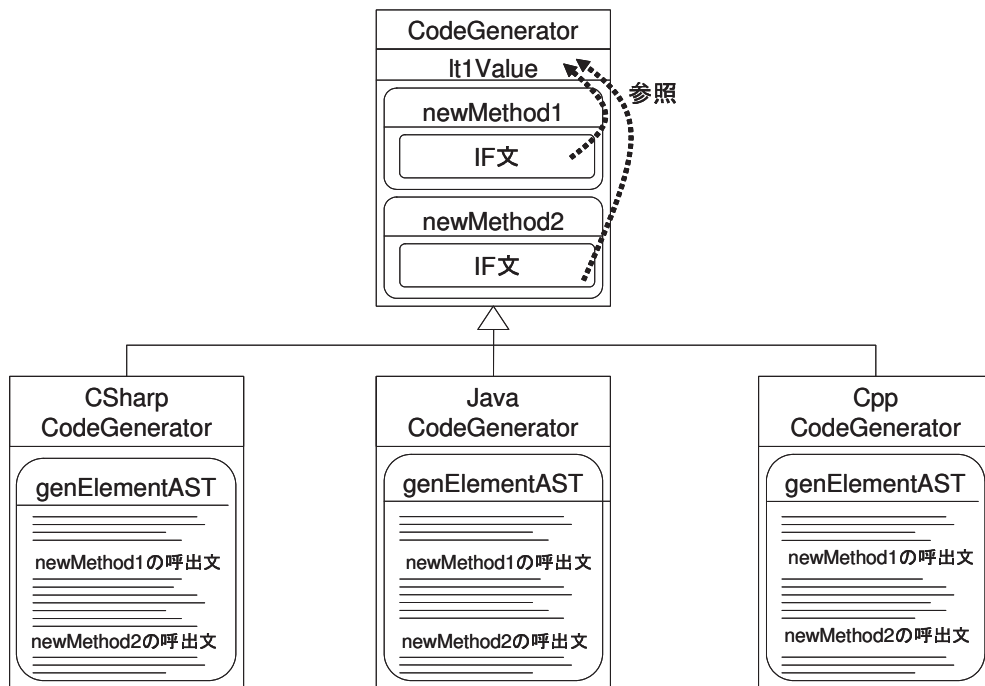 CodeGenerator
lt1Value
参照
newMethod1
IF文
newMethod2
IF文
CSharp
CodeGenerator
genElementAST
newMethod1の呼出文
newMethod2の呼出文
Java
CodeGenerator
genElementAST
newMethod1の呼出文
newMethod2の呼出文
Cpp
CodeGenerator
genElementAST
newMethod1の呼出文
newMethod2の呼出文